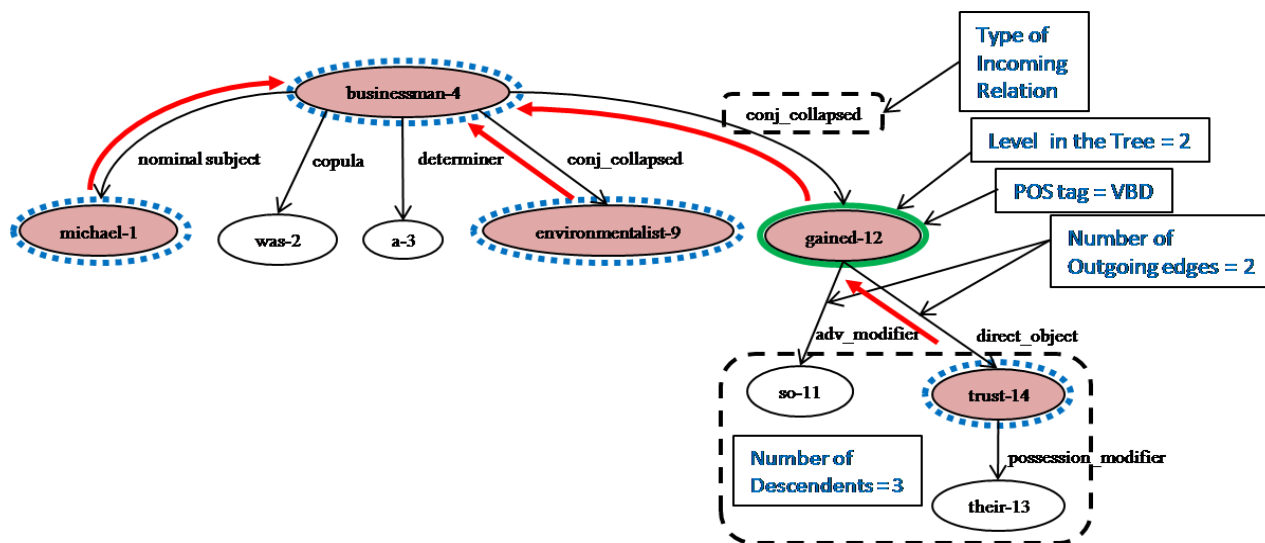 Type of
Incoming
Relation
businessman-4
conj_collapsed
Level in the Tree = 2
nominal subject
copula
determiner
conj_collapsed
POS tag = VBD
michael-1
was-2
a-3
environmentalist-9
gained-12
Number of
Outgoing edges = 2
adv_modifier
direct_object
so-11
trust-14
Number of
Descendents = 3
possession_modifier
their-13